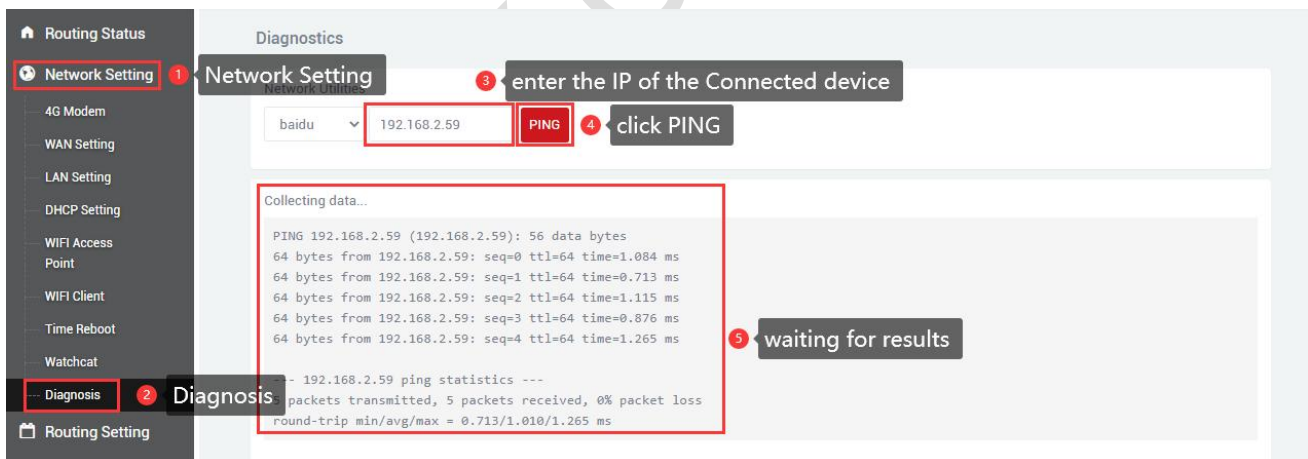 Routing Status
Network Setting
4G Modem
WAN Setting
LAN Setting
DHCP Setting
WIFI Access
Point
WIFI Client
Time Reboot
Watchcat
Diagnosis
Routing Setting
1 Network Setting
2 Diagnosis
Diagnostics
Network Utilities
3 enter the IP of the Connected device
baidu 192.168.2.59 PING 4 click PING
Collecting data...
PING 192.168.2.59 (192.168.2.59): 56 data bytes
64 bytes from 192.168.2.59: seq=0 ttl=64 time=1.084 ms
64 bytes from 192.168.2.59: seq=1 ttl=64 time=0.713 ms
64 bytes from 192.168.2.59: seq=2 ttl=64 time=1.115 ms
64 bytes from 192.168.2.59: seq=3 ttl=64 time=0.876 ms
64 bytes from 192.168.2.59: seq=4 ttl=64 time=1.265 ms
5 waiting for results
--- 192.168.2.59 ping statistics ---
5 packets transmitted, 5 packets received, 0% packet loss
round-trip min/avg/max = 0.713/1.010/1.265 ms